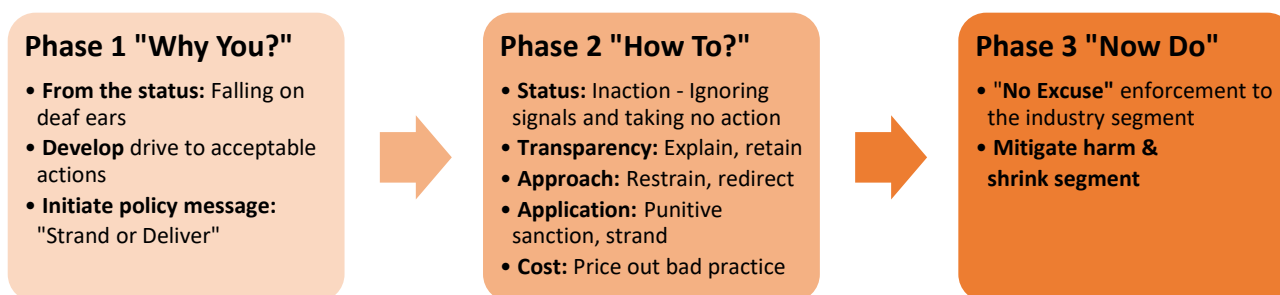 Phase 1 "Why You?"
• From the status: Falling on
deaf ears
• Develop drive to acceptable
actions
• Initiate policy message:
"Strand or Deliver"
Phase 2 "How To?"
• Status: Inaction - Ignoring
signals and taking no action
• Transparency: Explain, retain
• Approach: Restrain, redirect
• Application: Punitive
sanction, strand
• Cost: Price out bad practice
Phase 3 "Now Do"
• "No Excuse" enforcement to
the industry segment
• Mitigate harm &
shrink segment